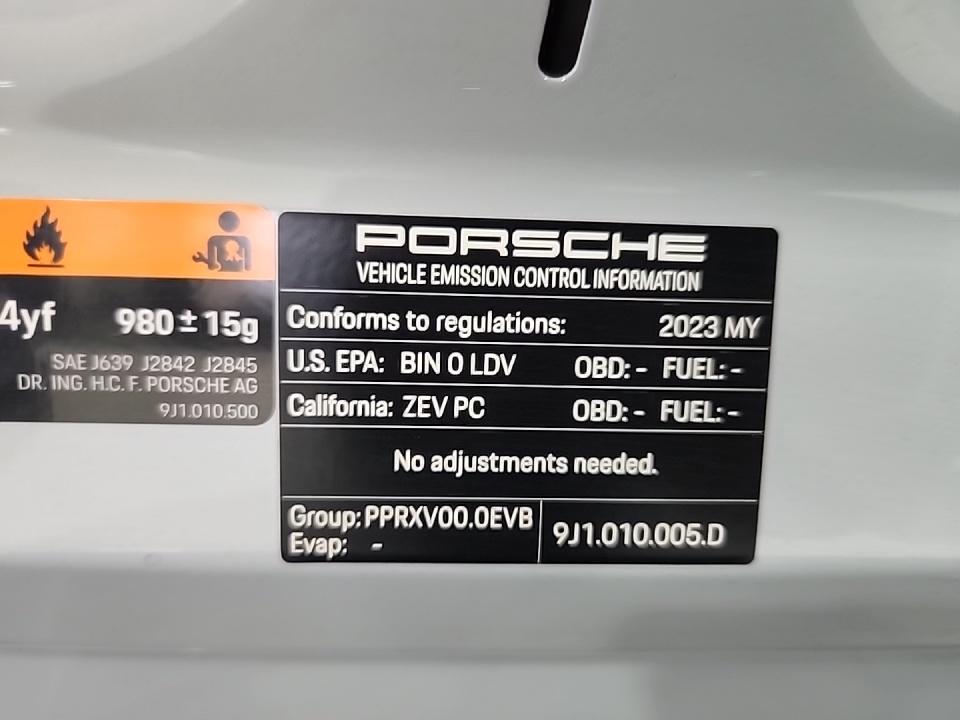 4yf 980 ± 15g
SAE J639 J2842 J2845
DR. ING. H.C. F. PORSCHE AG
9J1.010.500
PORSCHE
VEHICLE EMISSION CONTROL INFORMATION
Conforms to regulations: 2023 MY
U.S. EPA: BIN 0 LDV OBD: - FUEL: -
California: ZEV PC OBD: - FUEL: -
No adjustments needed.
Group: PPRXV00.0EVB
Evap: -
9J1.010.005.D